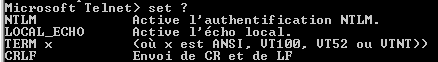 Microsoft Telnet> set ?
NTLM Active l'authentification NTLM.
LOCAL_ECHO Active l'écho local.
TERM x (où x est ANSI, VT100, VT52 ou VTNT))
CRLF Envoi de CR et de LF